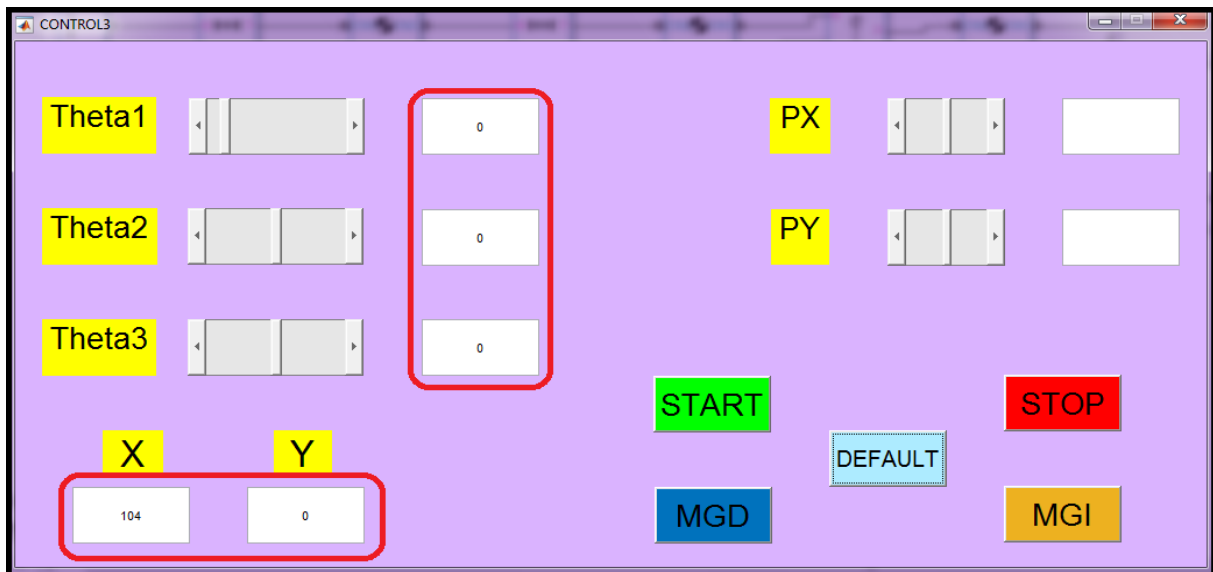 CONTROL3
Theta1
0
PX
Theta2
0
PY
Theta3
0
START
STOP
X
Y
DEFAULT
104
0
MGD
MGI